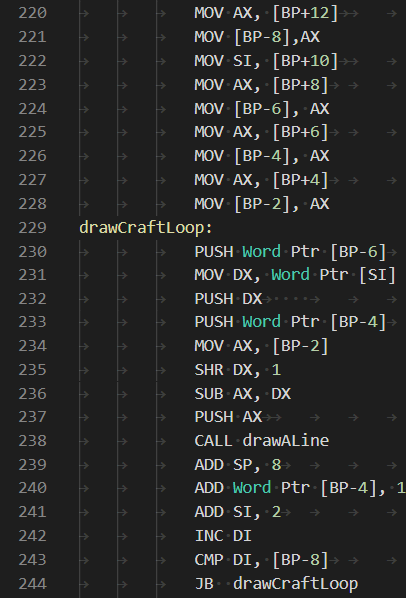 220 MOV AX, [BP+12]
221 MOV [BP-8],AX
222 MOV SI, [BP+10]
223 MOV AX, [BP+8]
224 MOV [BP-6], AX
225 MOV AX, [BP+6]
226 MOV [BP-4], AX
227 MOV AX, [BP+4]
228 MOV [BP-2], AX
229 drawCraftLoop:
230 PUSH Word Ptr [BP-6]
231 MOV DX, Word Ptr [SI]
232 PUSH DX
233 PUSH Word Ptr [BP-4]
234 MOV AX, [BP-2]
235 SHR DX, 1
236 SUB AX, DX
237 PUSH AX
238 CALL drawALine
239 ADD SP, 8
240 ADD Word Ptr [BP-4], 1
241 ADD SI, 2
242 INC DI
243 CMP DI, [BP-8]
244 JB drawCraftLoop